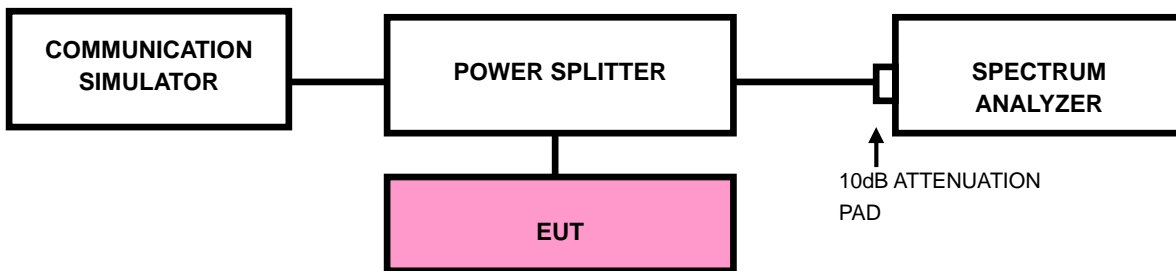 COMMUNICATION
SIMULATOR
POWER SPLITTER
SPECTRUM
ANALYZER
10dB ATTENUATION
PAD
EUT